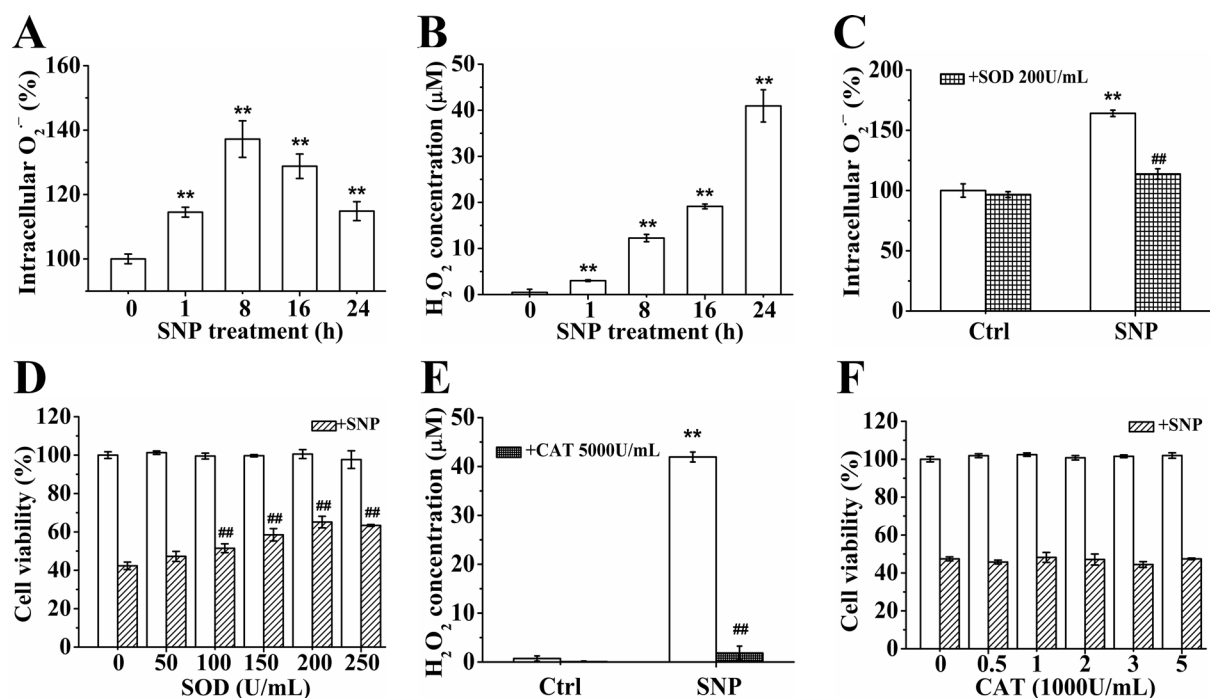 A
Intracellular O₂˙⁻ (%)
160
140
120
100
**
**
**
**
0 1 8 16 24
SNP treatment (h)
B
H₂O₂ concentration (μM)
50
40
30
20
10
0
**
**
**
**
0 1 8 16 24
SNP treatment (h)
C
Intracellular O₂˙⁻ (%)
200
150
100
50
0
+SOD 200U/mL
**
##
Ctrl SNP
D
Cell viability (%)
120
100
80
60
40
20
0
+SNP
##
##
##
##
0 50 100 150 200 250
SOD (U/mL)
E
H₂O₂ concentration (μM)
50
40
30
20
10
0
+CAT 5000U/mL
**
##
Ctrl SNP
F
Cell viability (%)
120
100
80
60
40
20
0
+SNP
0 0.5 1 2 3 5
CAT (1000U/mL)